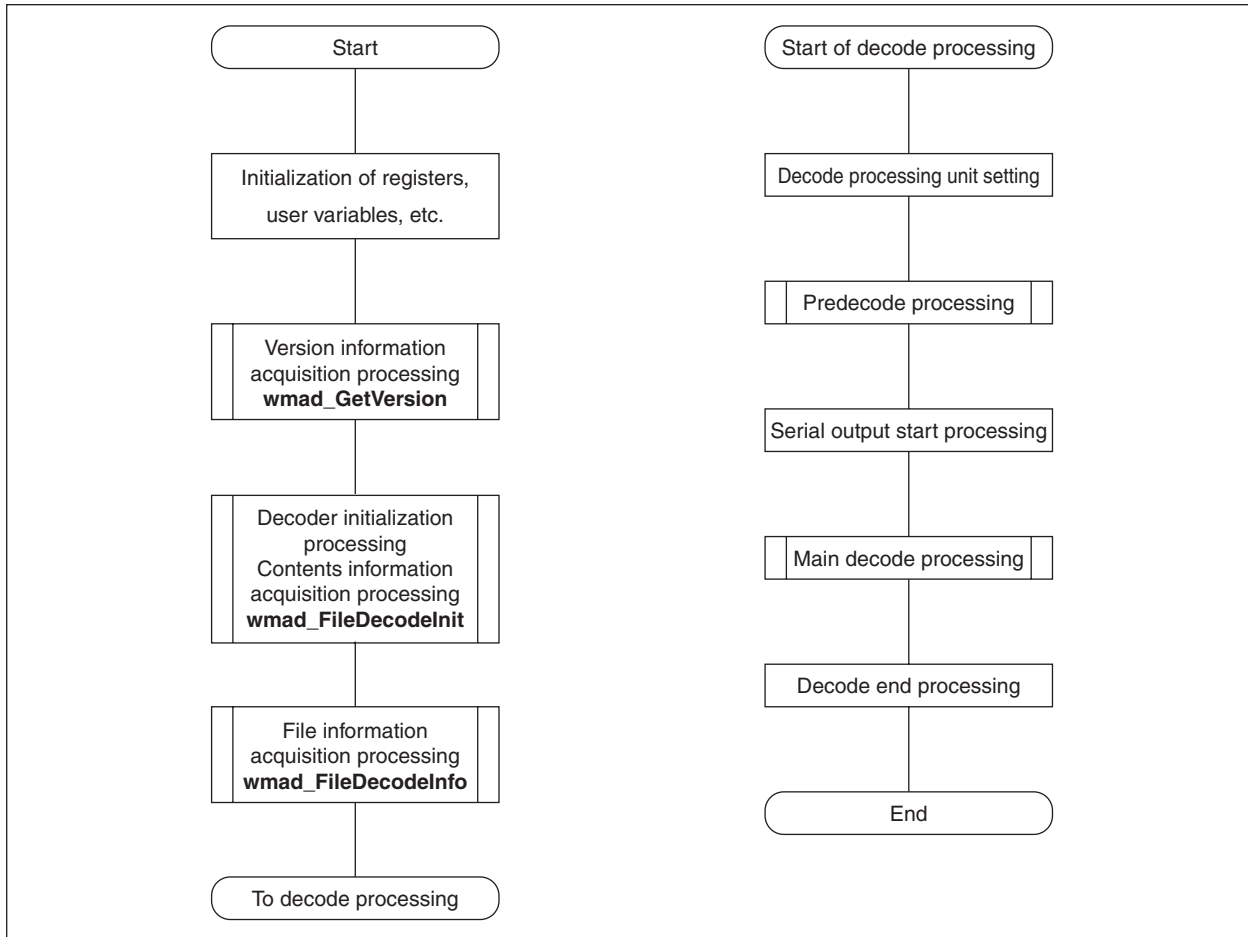 Start
Initialization of registers,
user variables, etc.
Version information
acquisition processing
wmad_GetVersion
Decoder initialization
processing
Contents information
acquisition processing
wmad_FileDecodeInit
File information
acquisition processing
wmad_FileDecodeInfo
To decode processing
Start of decode processing
Decode processing unit setting
Predecode processing
Serial output start processing
Main decode processing
Decode end processing
End